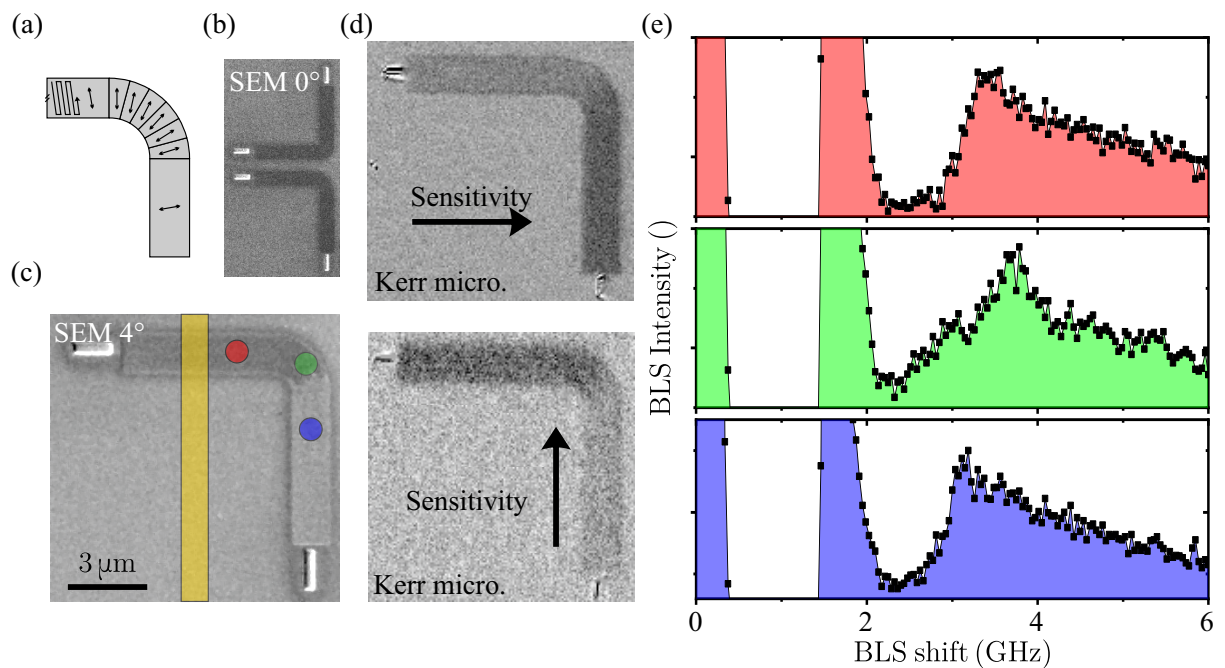 (a)
(b)
SEM 0°
(c)
SEM 4°
3 μm
(d)
Sensitivity
Kerr micro.
Sensitivity
Kerr micro.
(e)
BLS Intensity ()
0
2
4
6
BLS shift (GHz)